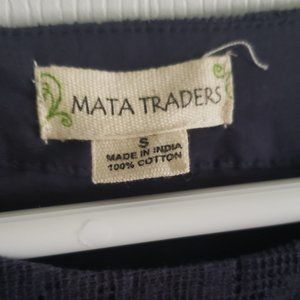 MATA TRADERS
S
MADE IN INDIA
100% COTTON